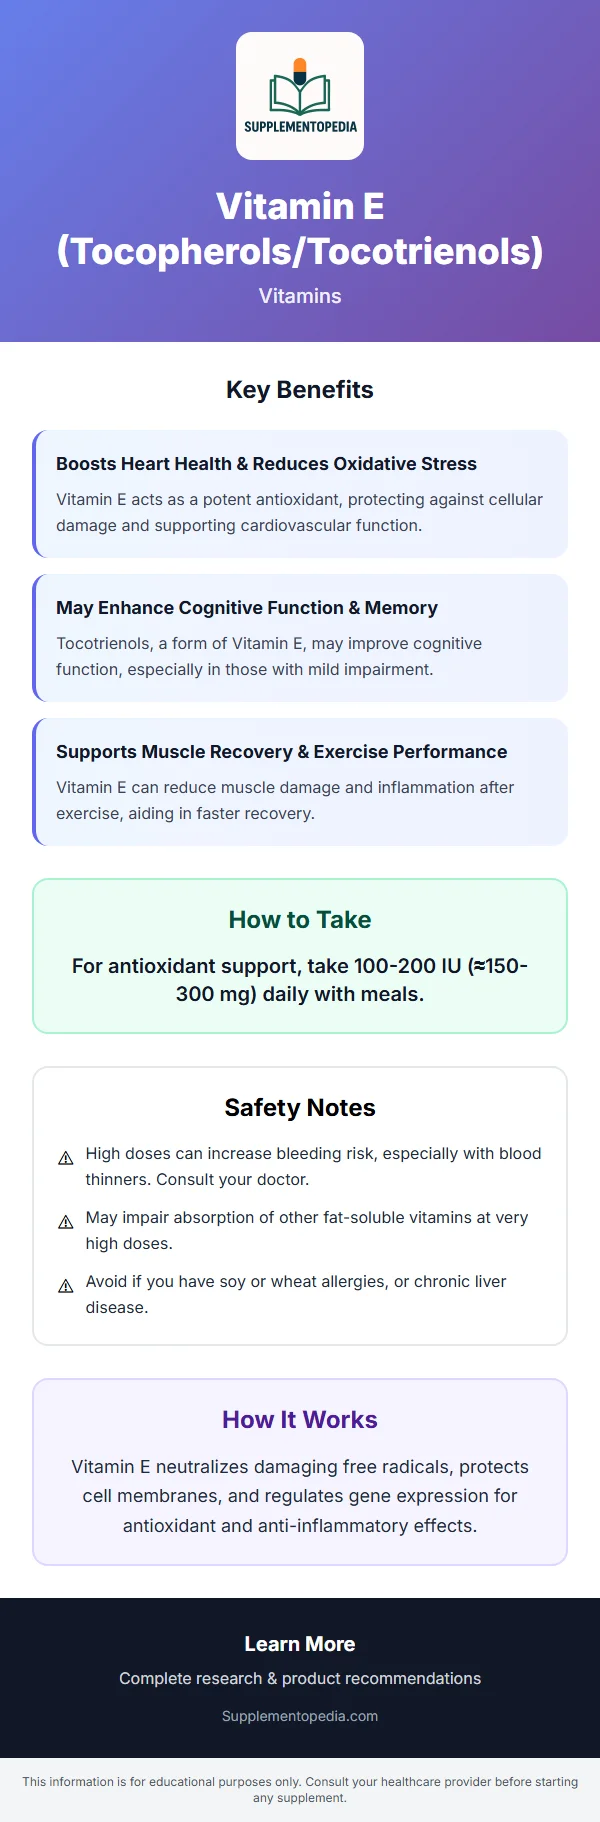 SUPPLEMENTOPEDIA
Vitamin E
(Tocopherols/Tocotrienols)
Vitamins
Key Benefits
Boosts Heart Health & Reduces Oxidative Stress
Vitamin E acts as a potent antioxidant, protecting against cellular
damage and supporting cardiovascular function.
May Enhance Cognitive Function & Memory
Tocotrienols, a form of Vitamin E, may improve cognitive
function, especially in those with mild impairment.
Supports Muscle Recovery & Exercise Performance
Vitamin E can reduce muscle damage and inflammation after
exercise, aiding in faster recovery.
How to Take
For antioxidant support, take 100-200 IU (≈150-
300 mg) daily with meals.
Safety Notes
⚠ High doses can increase bleeding risk, especially with blood
thinners. Consult your doctor.
⚠ May impair absorption of other fat-soluble vitamins at very
high doses.
⚠ Avoid if you have soy or wheat allergies, or chronic liver
disease.
How It Works
Vitamin E neutralizes damaging free radicals, protects
cell membranes, and regulates gene expression for
antioxidant and anti-inflammatory effects.
Learn More
Complete research & product recommendations
Supplementopedia.com
This information is for educational purposes only. Consult your healthcare provider before starting
any supplement.